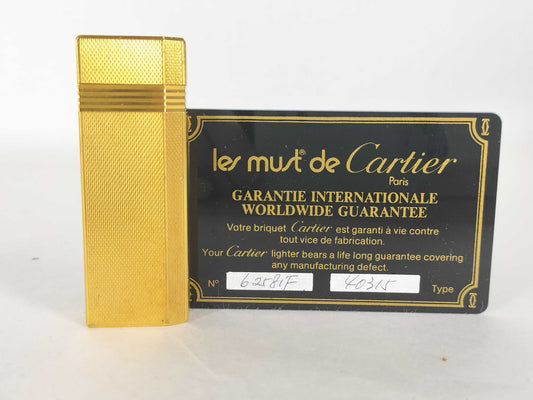 les must® de Cartier
Paris
GARANTIE INTERNATIONALE
WORLDWIDE GUARANTEE
Votre briquet Cartier est garanti à vie contre
tout vice de fabrication.
Your Cartier lighter bears a life long guarantee covering
any manufacturing defect.
N° 62581F 40315 Type